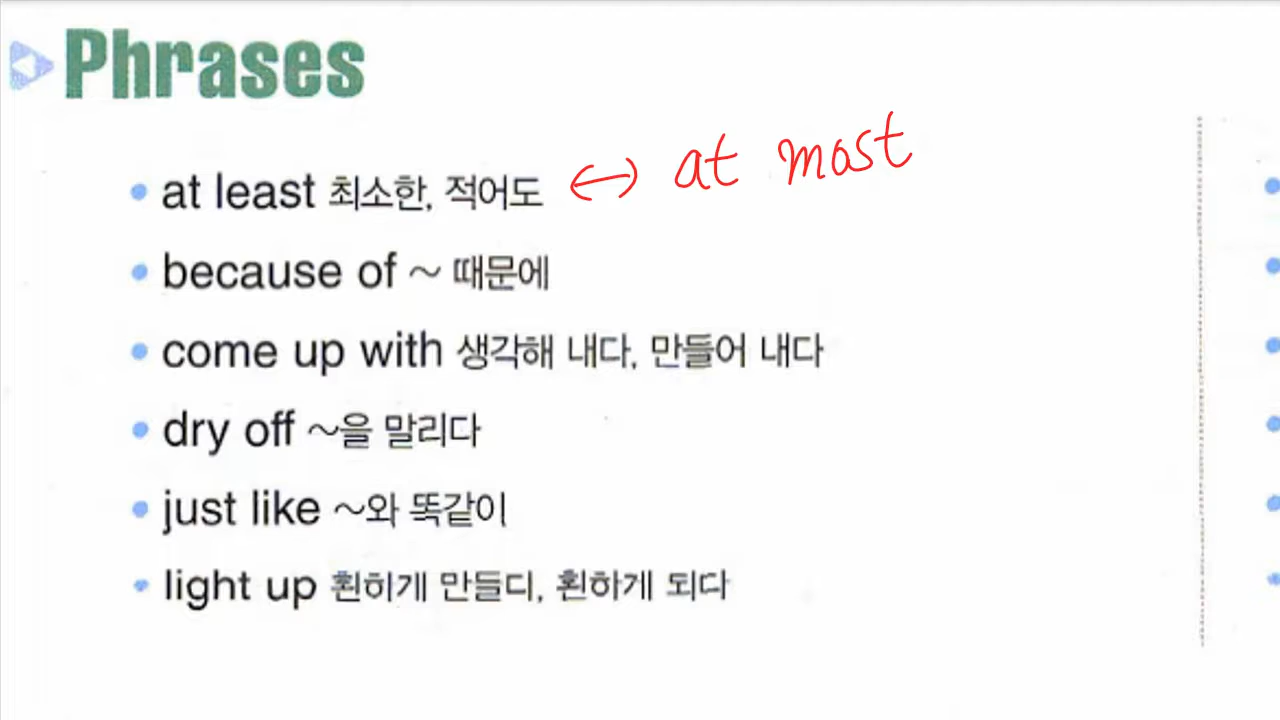 Phrases
• at least 최소한, 적어도 ↔ at most
• because of ~ 때문에
• come up with 생각해 내다, 만들어 내다
• dry off ~을 말리다
• just like ~와 똑같이
• light up 훤히게 만들디, 훤하게 되다